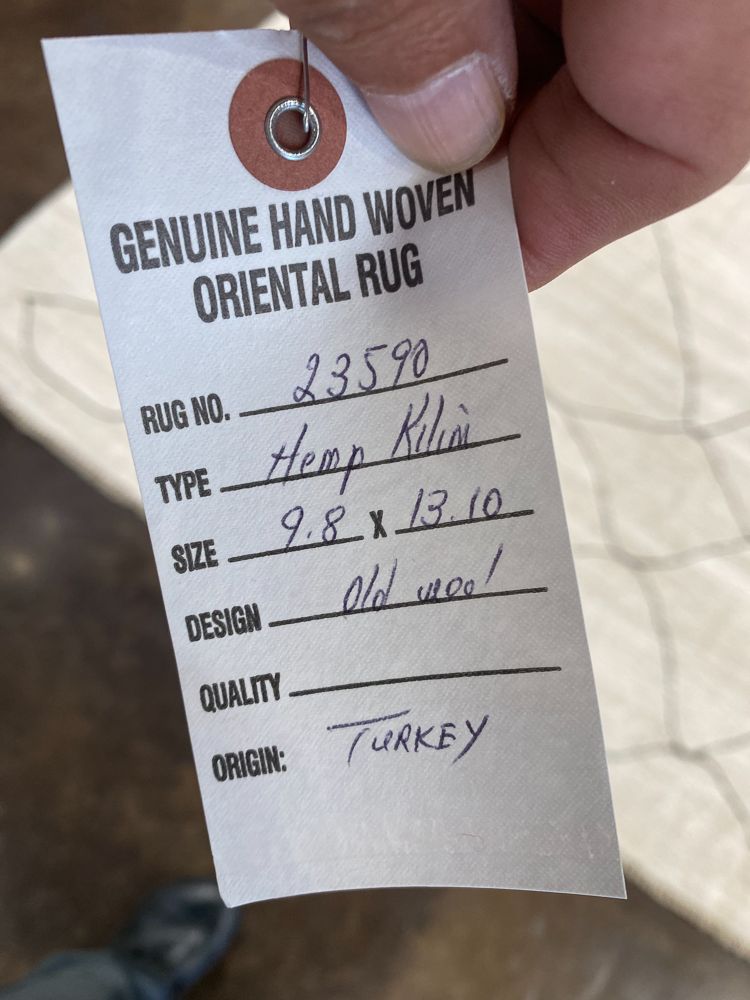 GENUINE HAND WOVEN
ORIENTAL RUG
RUG NO. 23590
TYPE Hemp Kilim
SIZE 9.8 X 13.10
DESIGN Old wool
QUALITY
ORIGIN: TURKEY